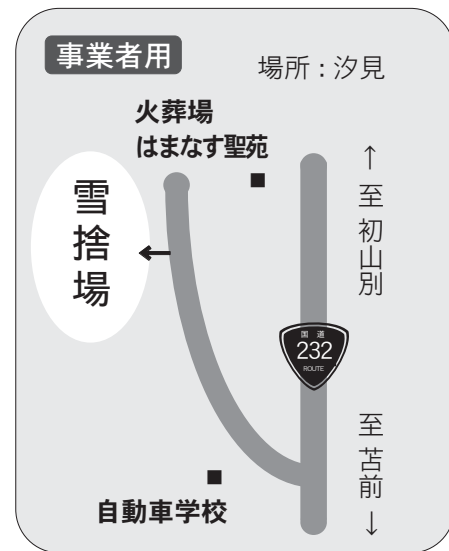 事業者用
場所：汐見
火葬場
はまなす聖苑
雪捨場
↑至初山別
国道
232
ROUTE
至苫前↓
自動車学校